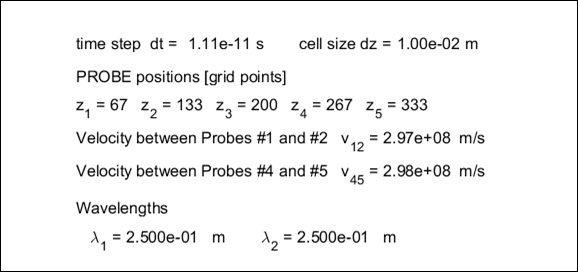 time step dt = 1.11e-11 s cell size dz = 1.00e-02 m
PROBE positions [grid points]
z1 = 67 z2 = 133 z3 = 200 z4 = 267 z5 = 333
Velocity between Probes #1 and #2 v12 = 2.97e+08 m/s
Velocity between Probes #4 and #5 v45 = 2.98e+08 m/s
Wavelengths
λ1 = 2.500e-01 m λ2 = 2.500e-01 m